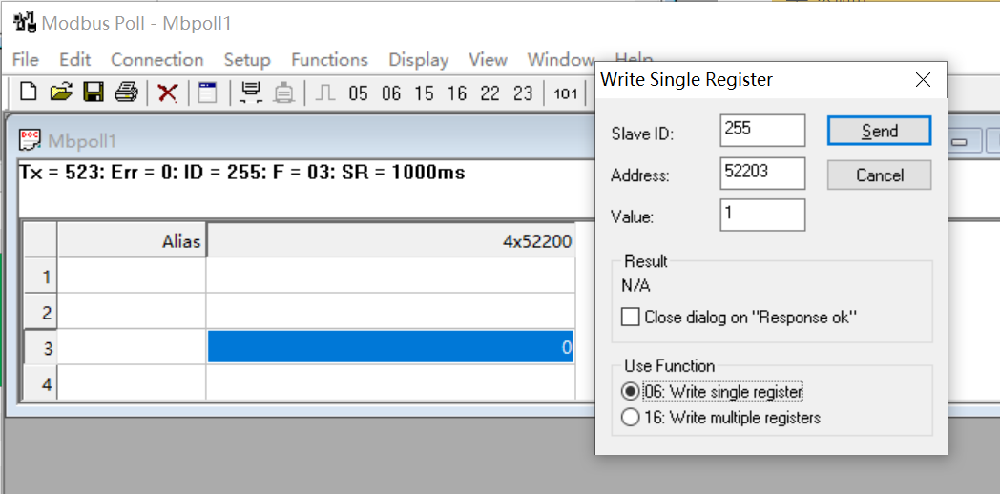 Modbus Poll - Mbpoll1
File Edit Connection Setup Functions Display View Window Help
05 06 15 16 22 23 101
Mbpoll1
Tx = 523: Err = 0: ID = 255: F = 03: SR = 1000ms
Alias 4x52200
1
2
3 0
4
Write Single Register
Slave ID: 255 Send
Address: 52203 Cancel
Value: 1
Result
N/A
Close dialog on "Response ok"
Use Function
06: Write single register
16: Write multiple registers